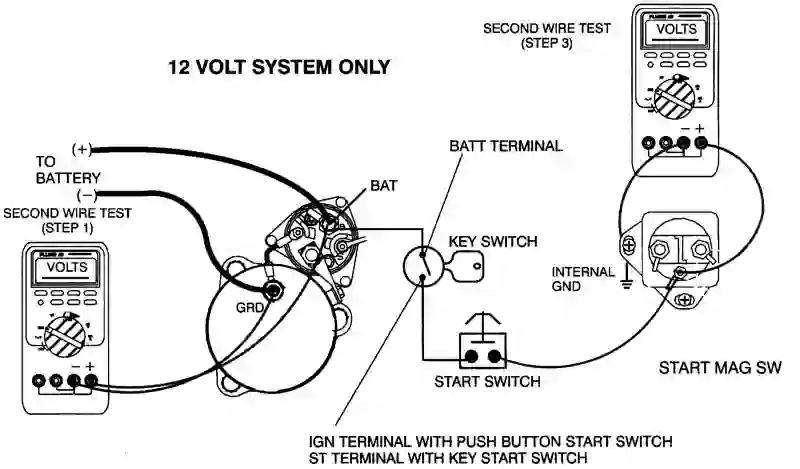 SECOND WIRE TEST
(STEP 3)
VOLTS
12 VOLT SYSTEM ONLY
(+)
TO
BATTERY
(−)
BATT TERMINAL
BAT
SECOND WIRE TEST
(STEP 1)
VOLTS
KEY SWITCH
INTERNAL
GND
GRD
− +
− +
START SWITCH
START MAG SW
IGN TERMINAL WITH PUSH BUTTON START SWITCH
ST TERMINAL WITH KEY START SWITCH